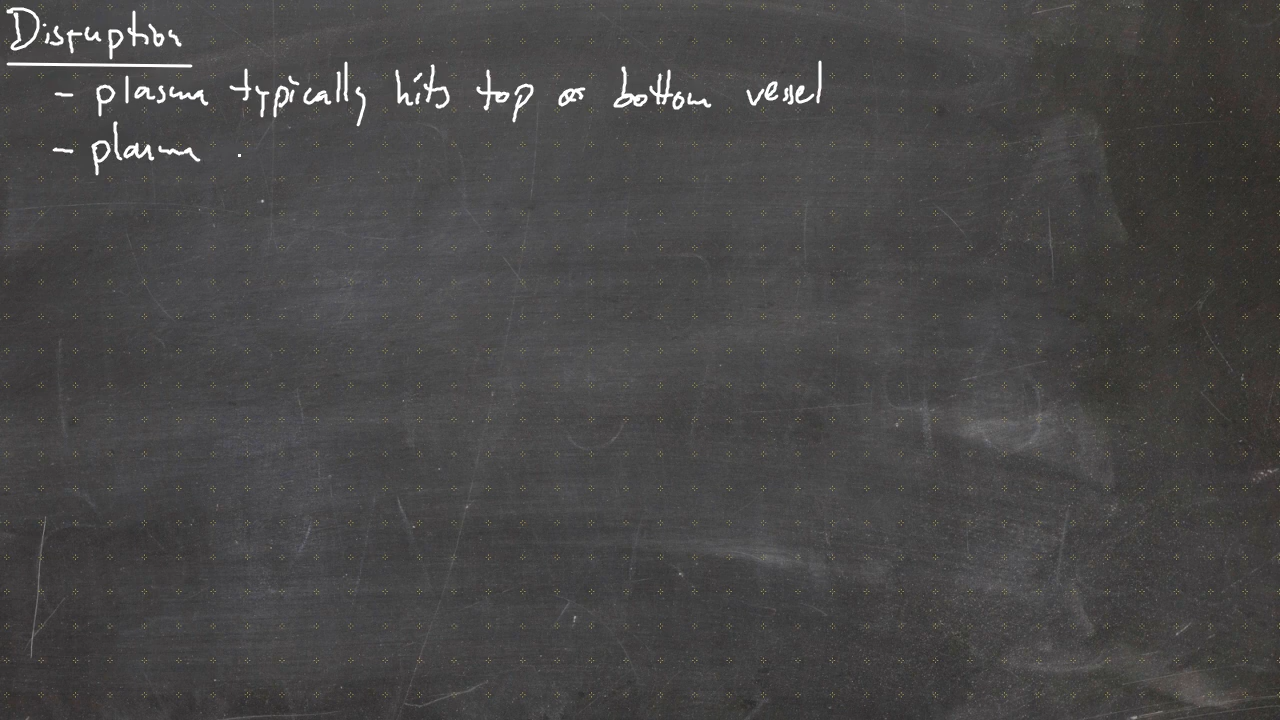 Disruption
- plasma typically hits top or bottom vessel
- plasma